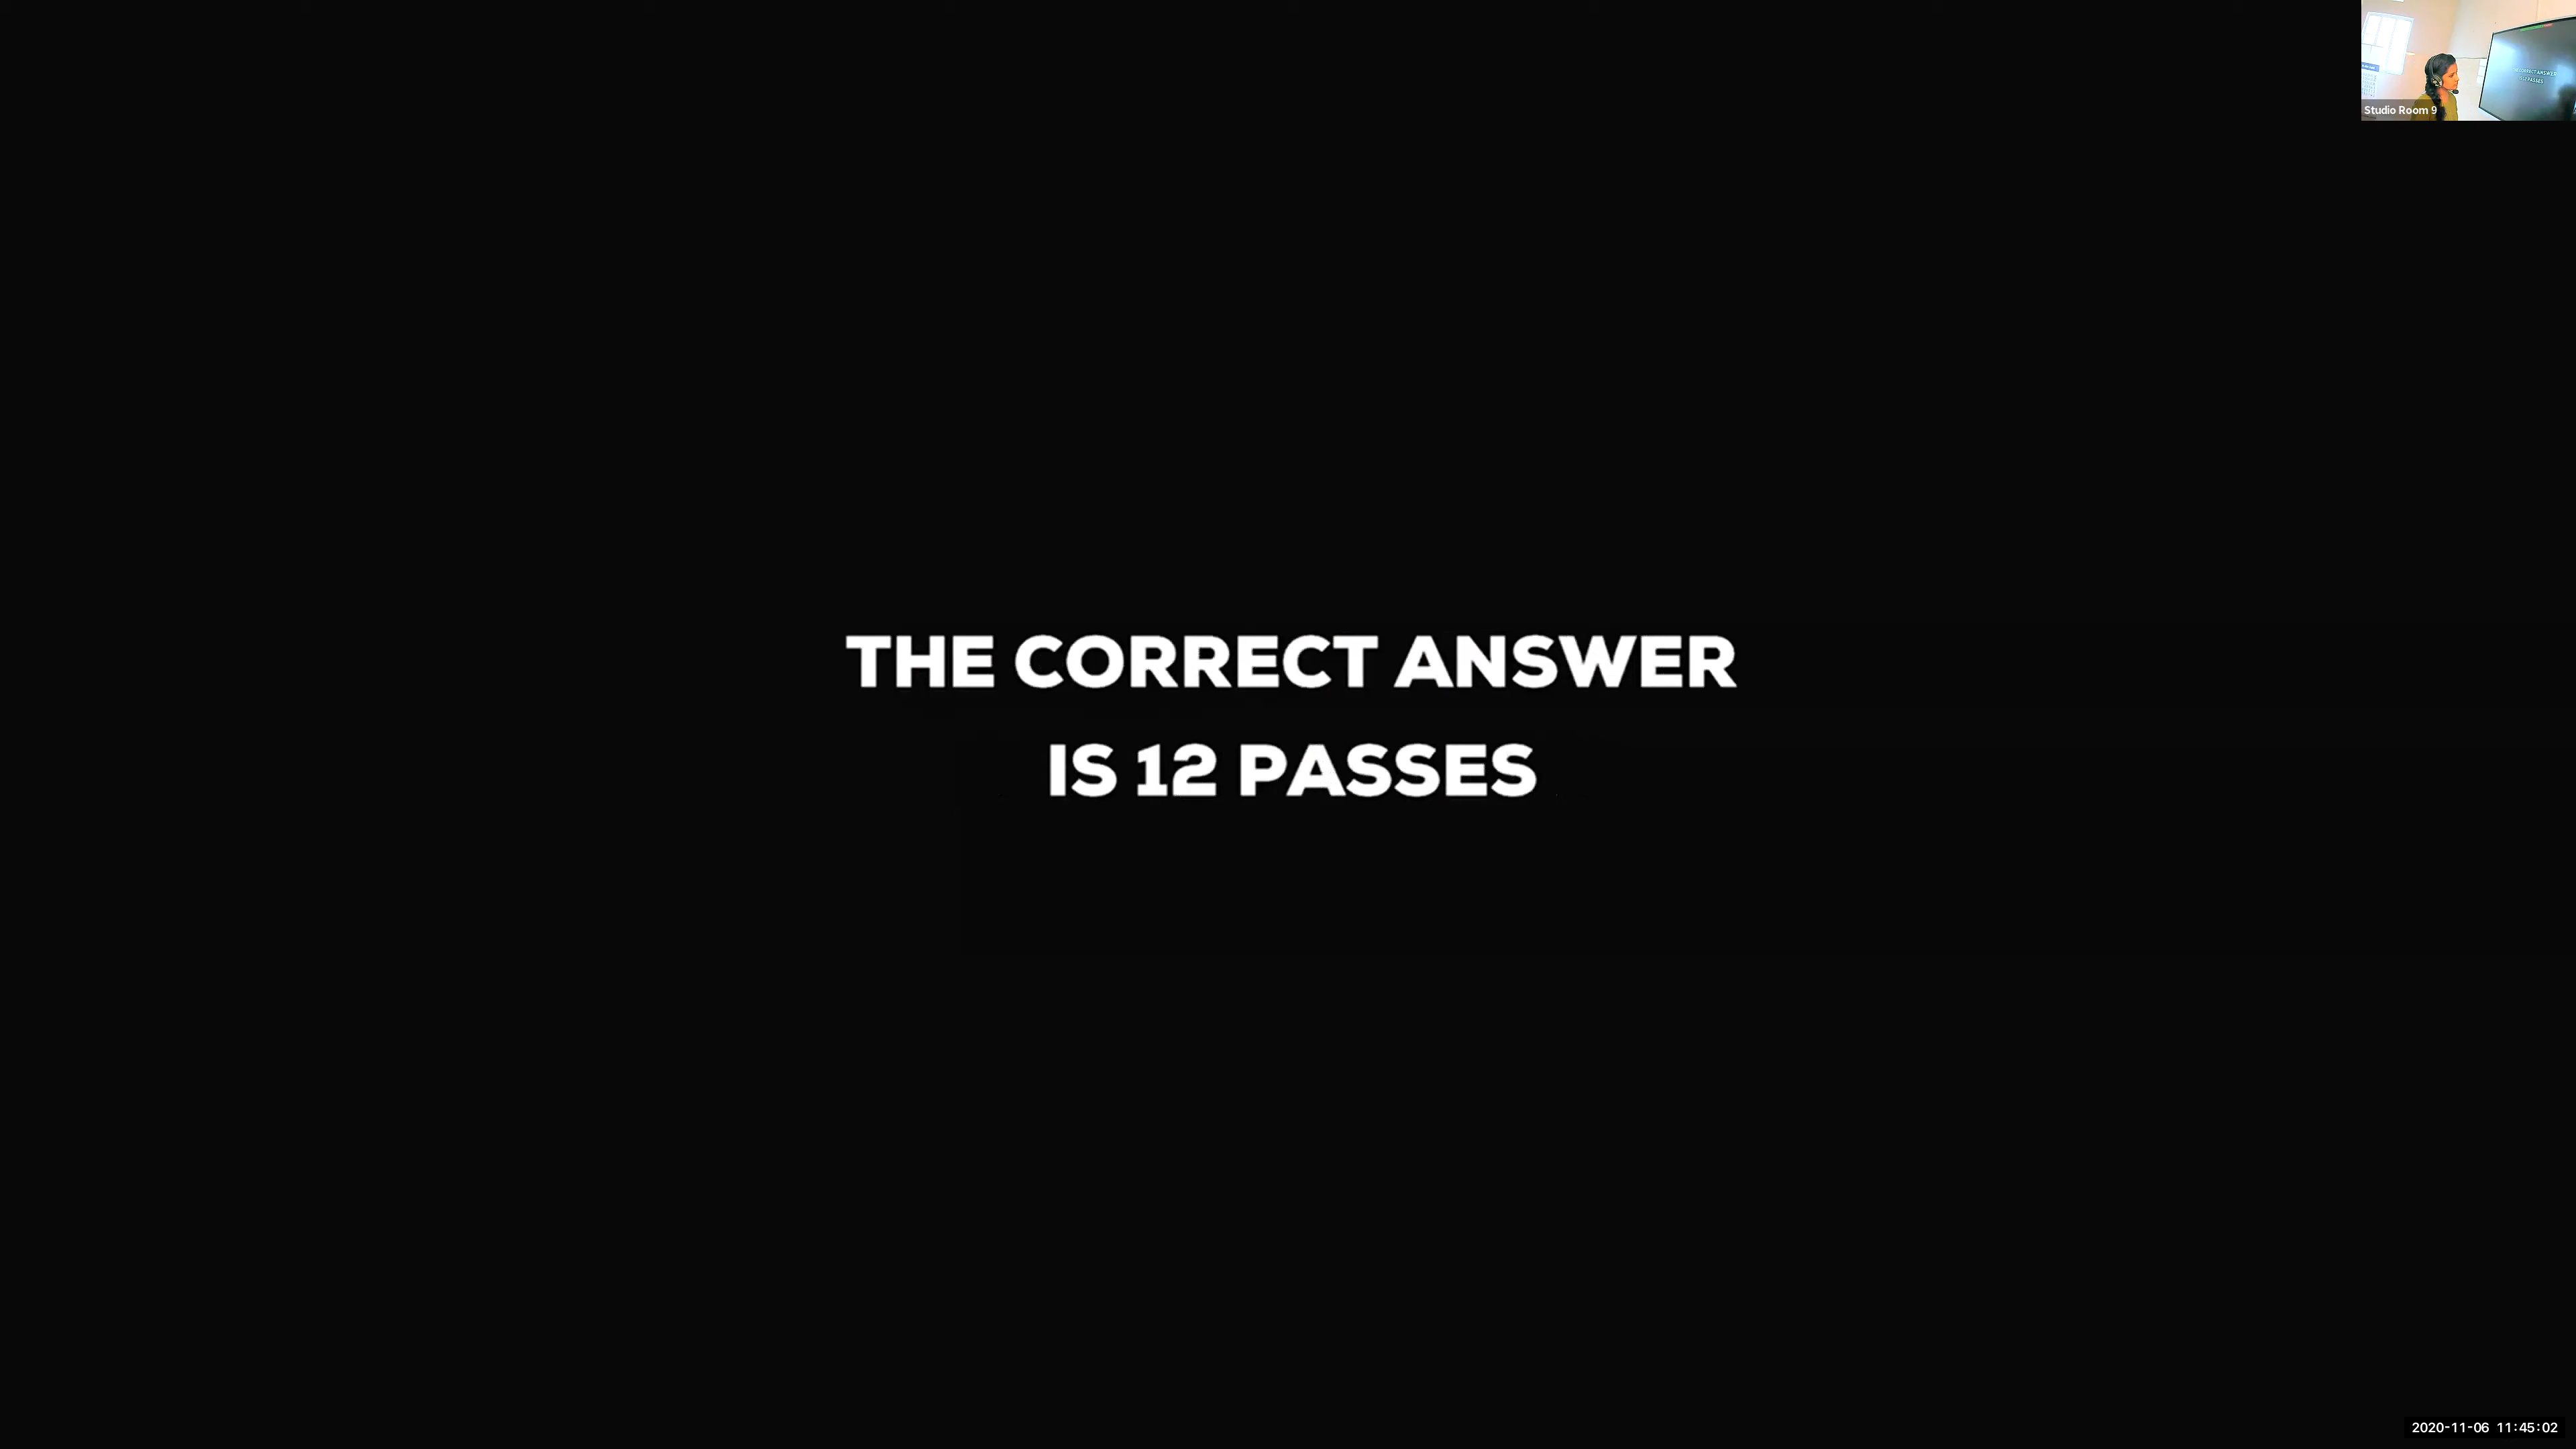 Studio Room 9
THE CORRECT ANSWER
IS 12 PASSES
2020-11-06 11:45:02